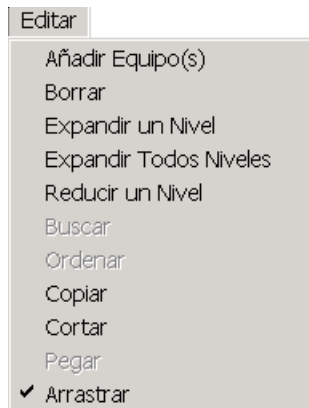 Editar
Añadir Equipo(s)
Borrar
Expandir un Nivel
Expandir Todos Niveles
Reducir un Nivel
Buscar
Ordenar
Copiar
Cortar
Pegar
✔ Arrastrar